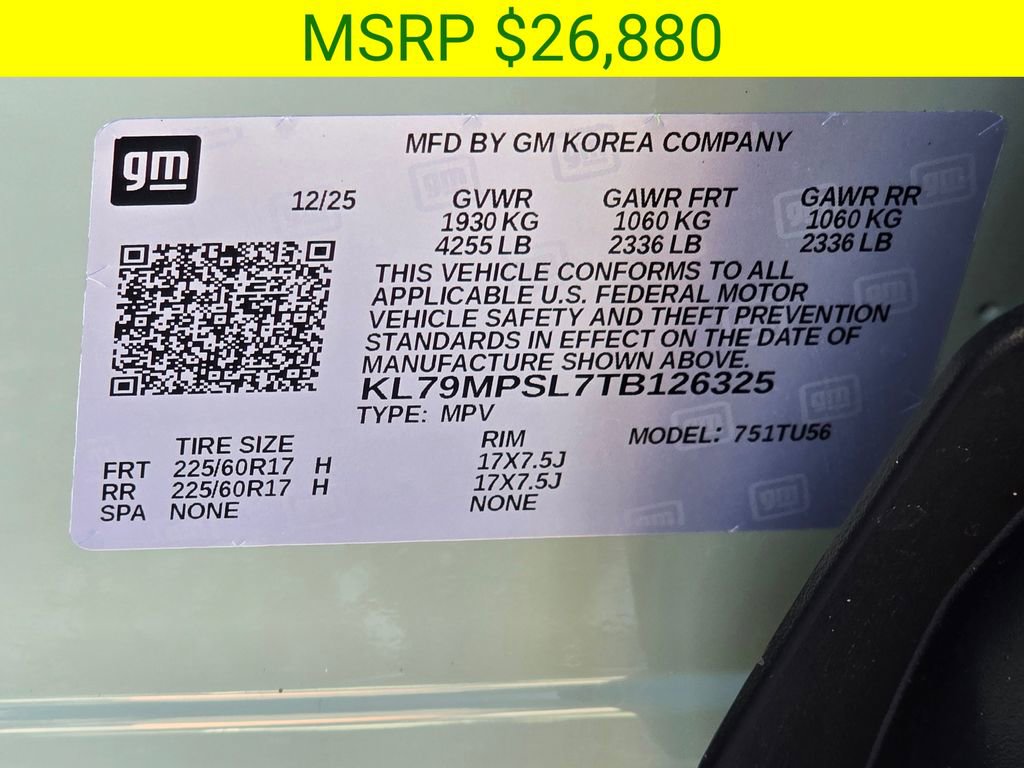 MSRP $26,880
gm
MFD BY GM KOREA COMPANY
12/25 GVWR GAWR FRT GAWR RR
1930 KG 1060 KG 1060 KG
4255 LB 2336 LB 2336 LB
THIS VEHICLE CONFORMS TO ALL
APPLICABLE U.S. FEDERAL MOTOR
VEHICLE SAFETY AND THEFT PREVENTION
STANDARDS IN EFFECT ON THE DATE OF
MANUFACTURE SHOWN ABOVE.
KL79MPSL7TB126325
TYPE: MPV
TIRE SIZE RIM MODEL: 751TU56
FRT 225/60R17 H 17X7.5J
RR 225/60R17 H 17X7.5J
SPA NONE NONE